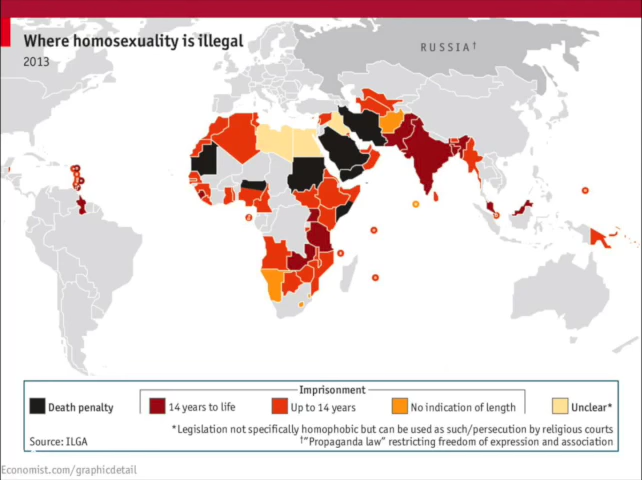 Where homosexuality is illegal
2013
RUSSIA†
Imprisonment
Death penalty
14 years to life
Up to 14 years
No indication of length
Unclear*
*Legislation not specifically homophobic but can be used as such/persecution by religious courts
Source: ILGA
†"Propaganda law" restricting freedom of expression and association
Economist.com/graphicdetail